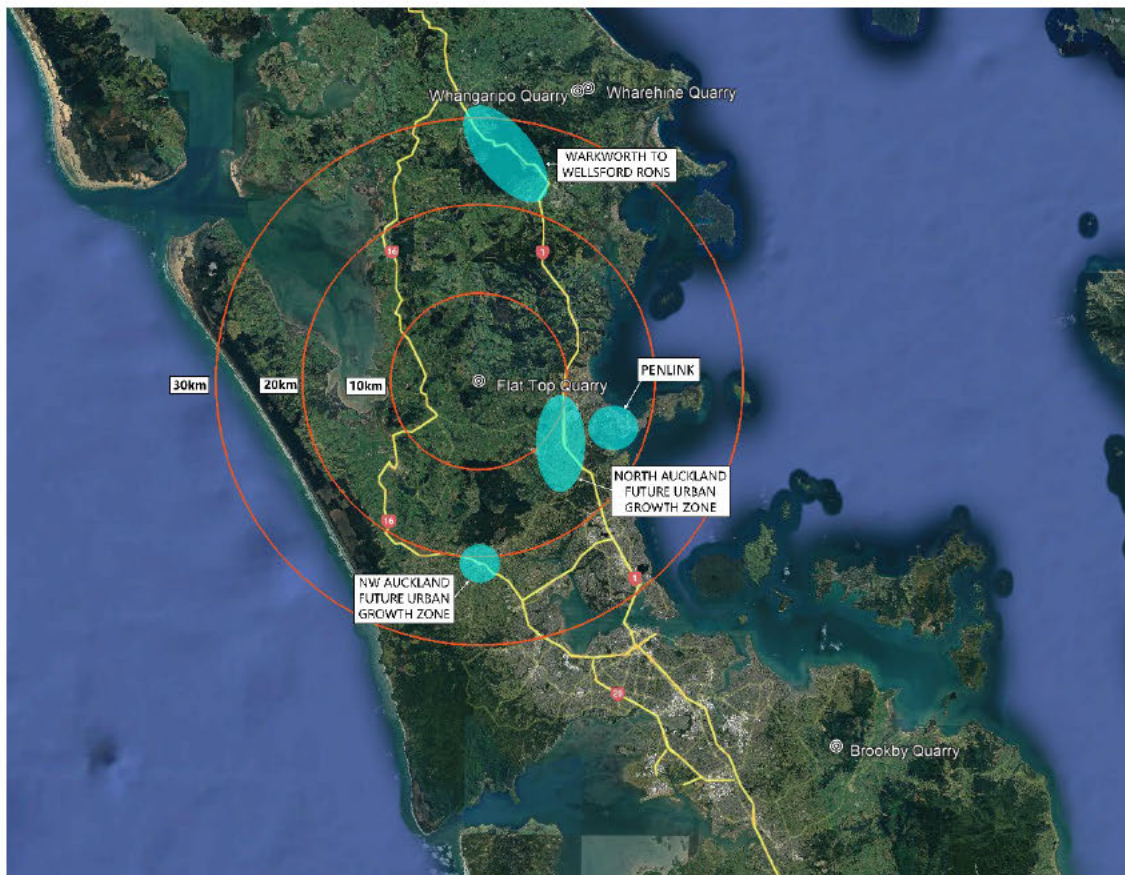 Whangaripo Quarry
Wharehine Quarry
WARKWORTH TO
WELLSFORD RONS
16
1
PENLINK
30km
20km
10km
Flat Top Quarry
NORTH AUCKLAND
FUTURE URBAN
GROWTH ZONE
16
NW AUCKLAND
FUTURE URBAN
GROWTH ZONE
1
20
Brookby Quarry